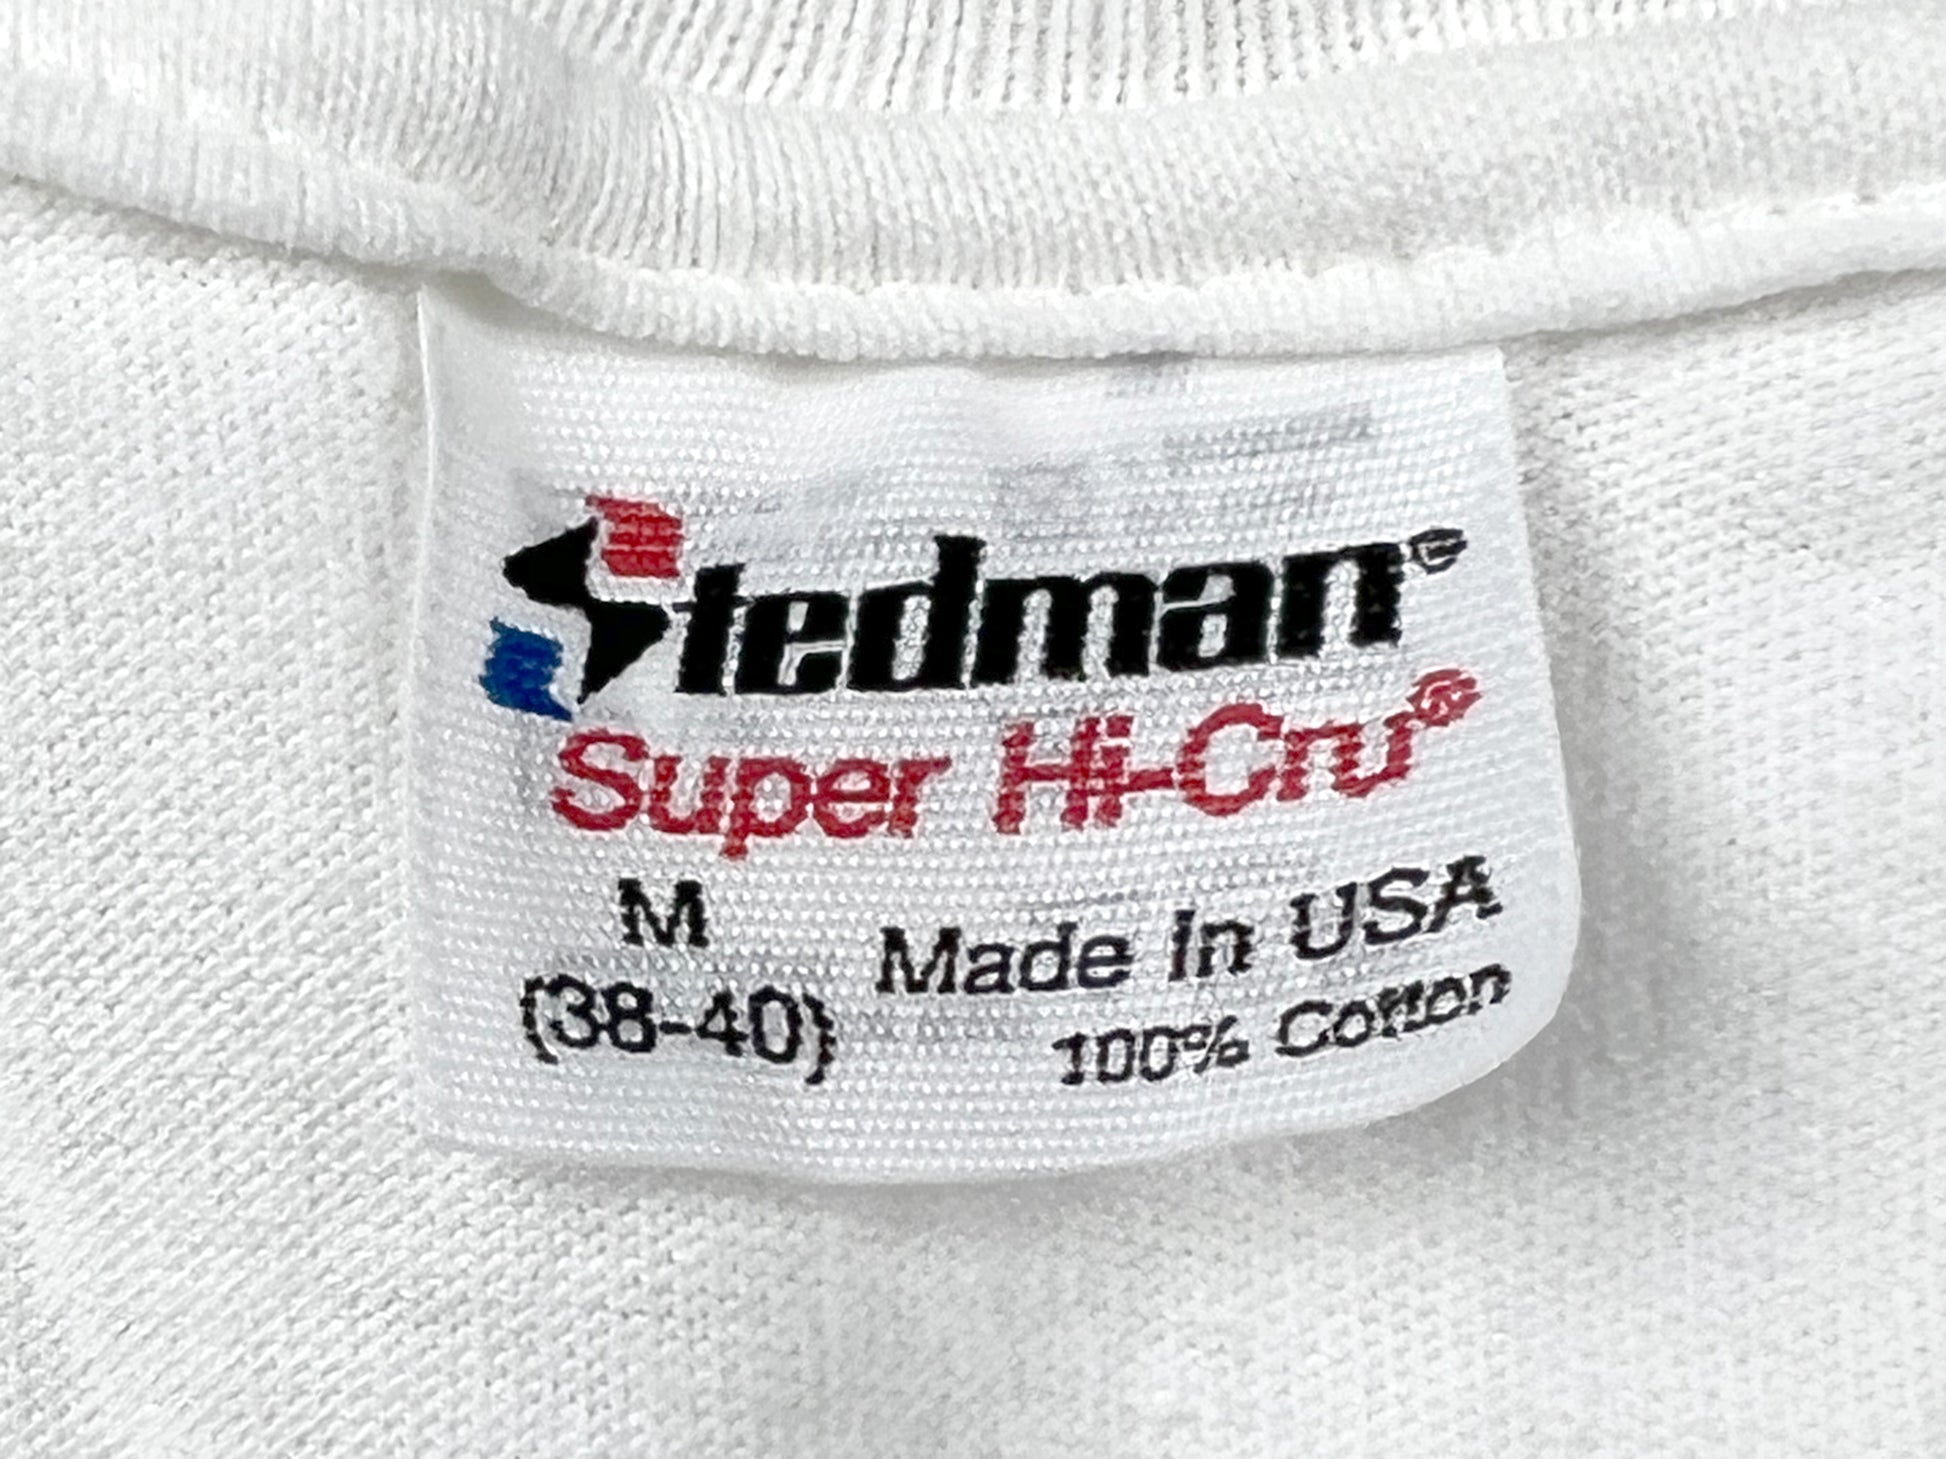 Stedman®
Super Hi-Cru®
M
(38-40)
Made In USA
100% Cotton